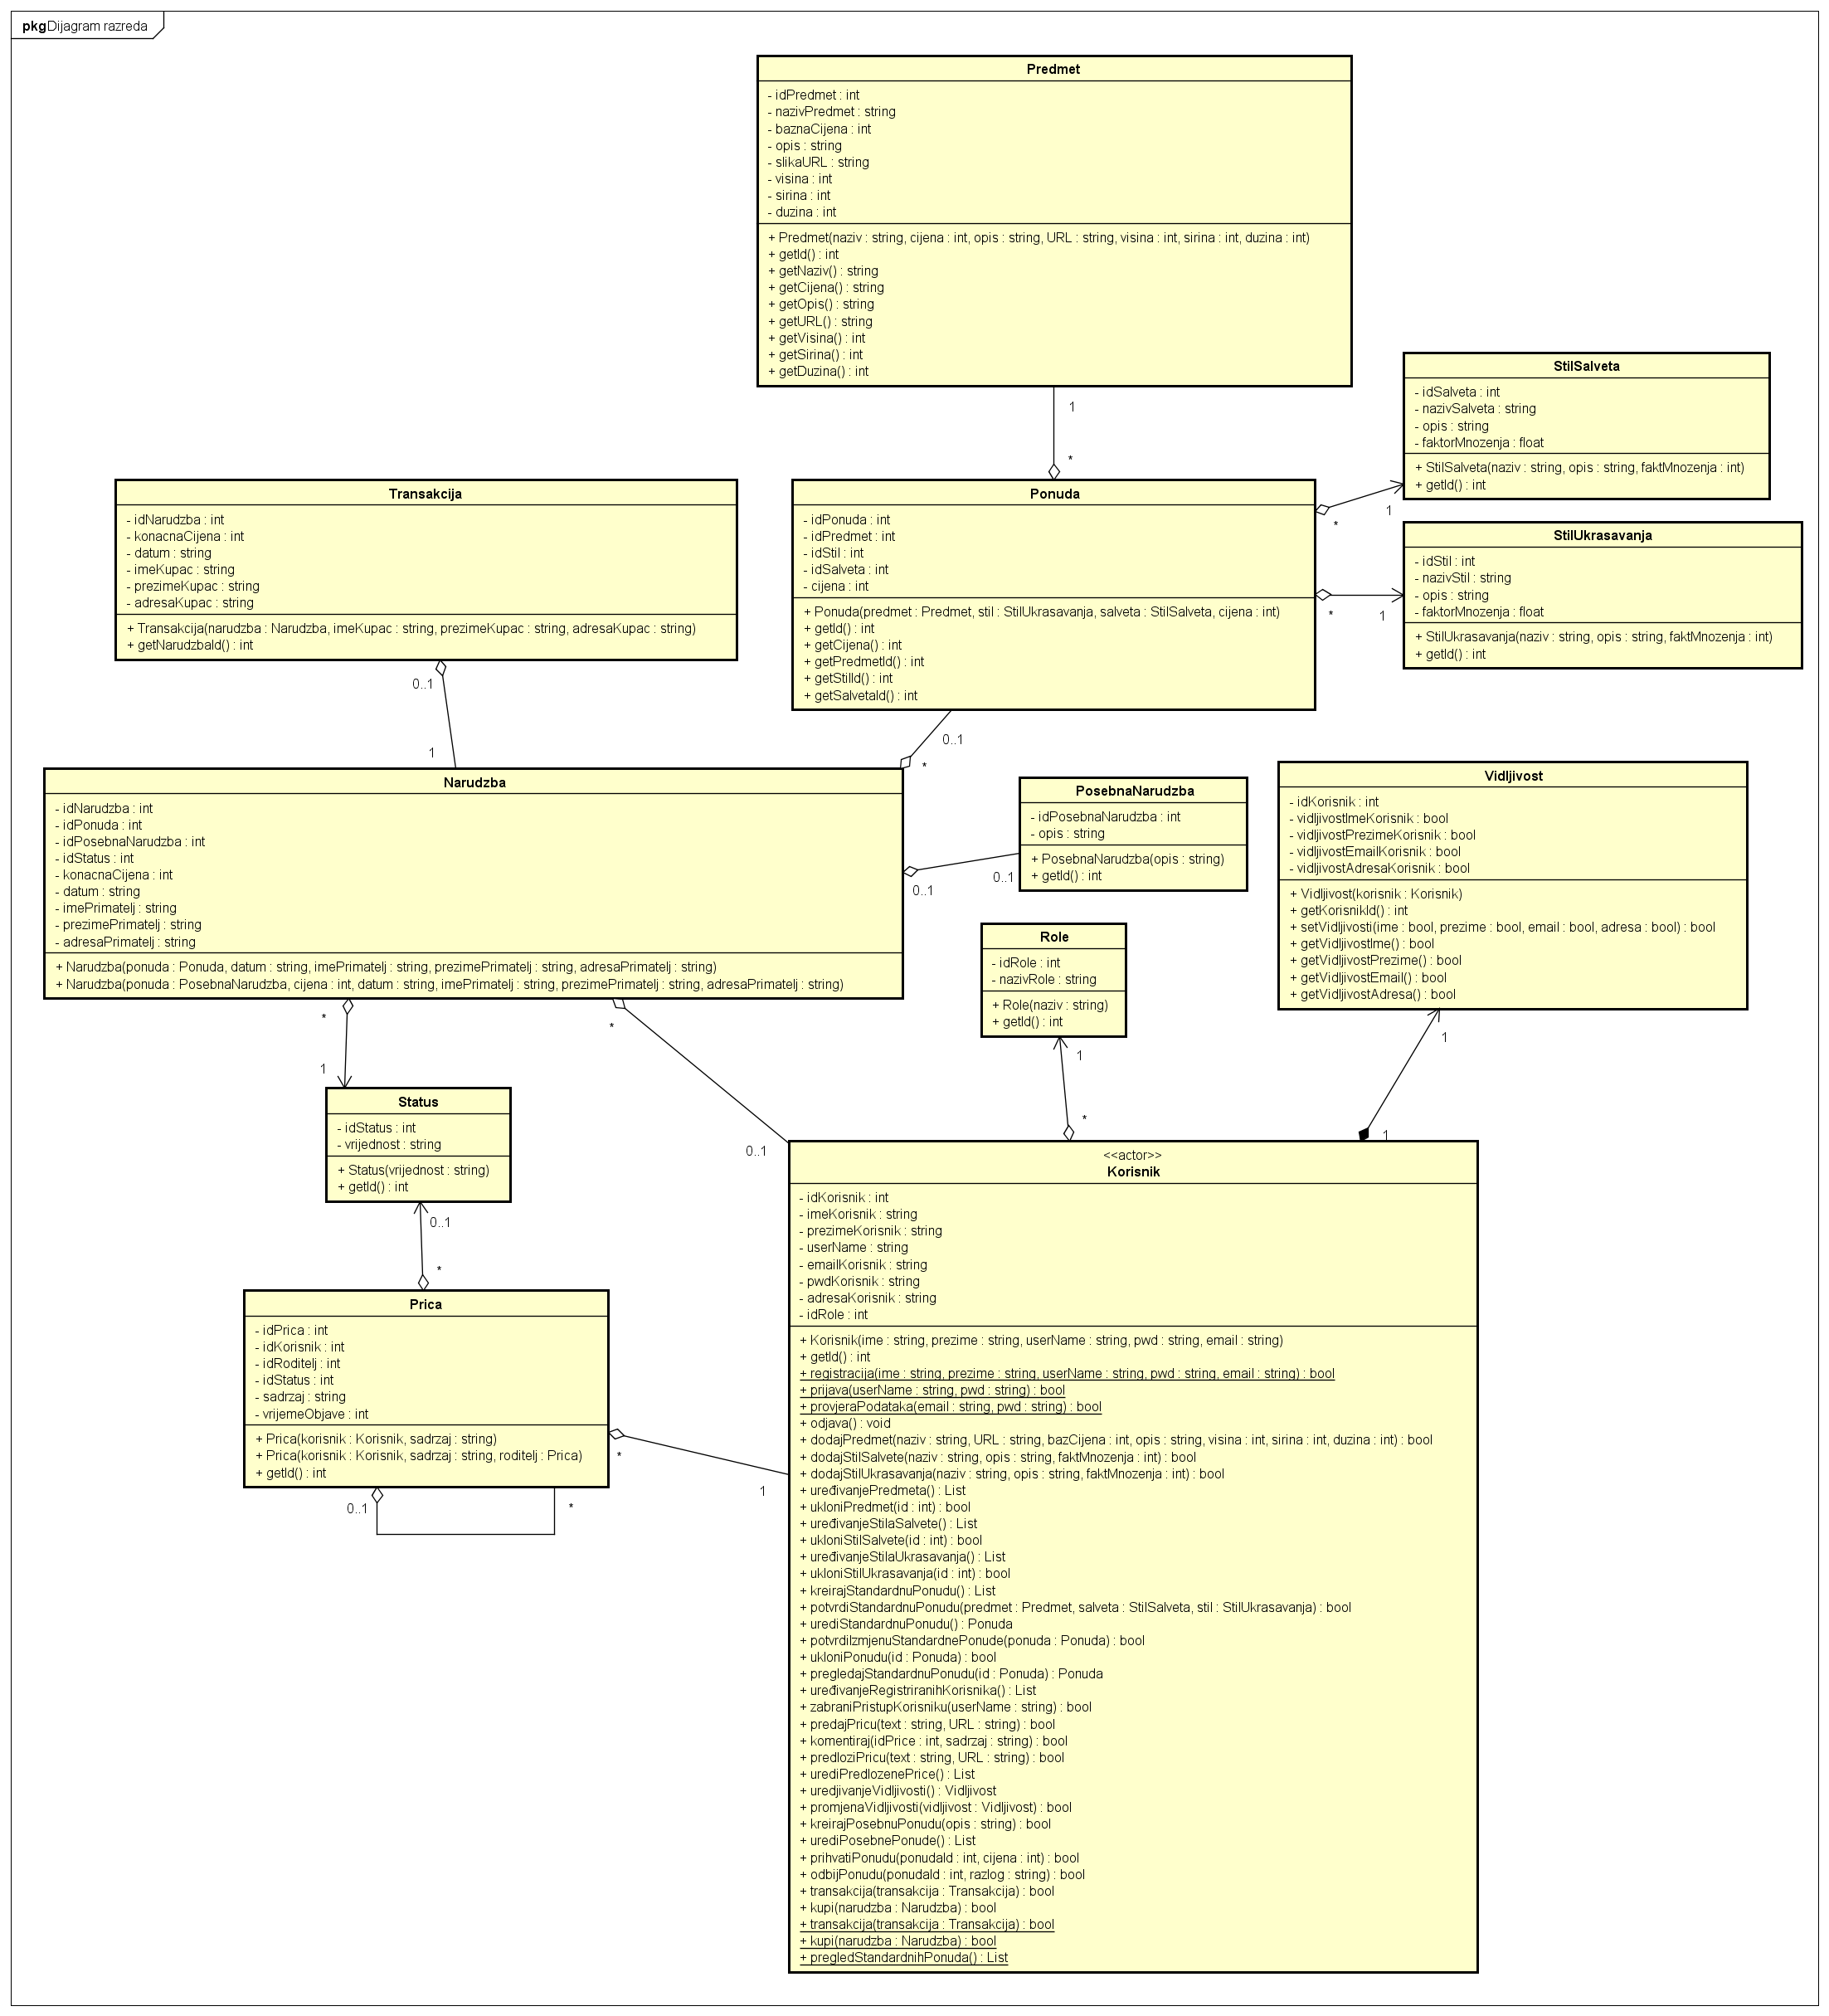 pkg Dijagram razreda
Predmet
- idPredmet : int
- nazivPredmet : string
- baznaCijena : int
- opis : string
- slikaURL : string
- visina : int
- sirina : int
- duzina : int
+ Predmet(naziv : string, cijena : int, opis : string, URL : string, visina : int, sirina : int, duzina : int)
+ getId() : int
+ getNaziv() : string
+ getCijena() : string
+ getOpis() : string
+ getURL() : string
+ getVisina() : int
+ getSirina() : int
+ getDuzina() : int
1
*
StilSalveta
- idSalveta : int
- nazivSalveta : string
- opis : string
- faktorMnozenja : float
+ StilSalveta(naziv : string, opis : string, faktMnozenja : int)
+ getId() : int
1
*
StilUkrasavanja
- idStil : int
- nazivStil : string
- opis : string
- faktorMnozenja : float
+ StilUkrasavanja(naziv : string, opis : string, faktMnozenja : int)
+ getId() : int
*
1
Transakcija
- idNarudzba : int
- konacnaCijena : int
- datum : string
- imeKupac : string
- prezimeKupac : string
- adresaKupac : string
+ Transakcija(narudzba : Narudzba, imeKupac : string, prezimeKupac : string, adresaKupac : string)
+ getNarudzbaId() : int
0..1
1
Ponuda
- idPonuda : int
- idPredmet : int
- idStil : int
- idSalveta : int
- cijena : int
+ Ponuda(predmet : Predmet, stil : StilUkrasavanja, salveta : StilSalveta, cijena : int)
+ getId() : int
+ getCijena() : int
+ getPredmetId() : int
+ getStilId() : int
+ getSalvetaId() : int
0..1
*
Narudzba
- idNarudzba : int
- idPonuda : int
- idPosebnaNarudzba : int
- idStatus : int
- konacnaCijena : int
- datum : string
- imePrimatelj : string
- prezimePrimatelj : string
- adresaPrimatelj : string
+ Narudzba(ponuda : Ponuda, datum : string, imePrimatelj : string, prezimePrimatelj : string, adresaPrimatelj : string)
+ Narudzba(ponuda : PosebnaNarudzba, cijena : int, datum : string, imePrimatelj : string, prezimePrimatelj : string, adresaPrimatelj : string)
PosebnaNarudzba
- idPosebnaNarudzba : int
- opis : string
+ PosebnaNarudzba(opis : string)
+ getId() : int
0..1
0..1
Vidljivost
- idKorisnik : int
- vidljivostImeKorisnik : bool
- vidljivostPrezimeKorisnik : bool
- vidljivostEmailKorisnik : bool
- vidljivostAdresaKorisnik : bool
+ Vidljivost(korisnik : Korisnik)
+ getKorisnikId() : int
+ setVidljivosti(ime : bool, prezime : bool, email : bool, adresa : bool) : bool
+ getVidljivostIme() : bool
+ getVidljivostPrezime() : bool
+ getVidljivostEmail() : bool
+ getVidljivostAdresa() : bool
1
1
Role
- idRole : int
- nazivRole : string
+ Role(naziv : string)
+ getId() : int
1
*
*
1
*
0..1
Status
- idStatus : int
- vrijednost : string
+ Status(vrijednost : string)
+ getId() : int
0..1
*
Prica
- idPrica : int
- idKorisnik : int
- idRoditelj : int
- idStatus : int
- sadrzaj : string
- vrijemeObjave : int
+ Prica(korisnik : Korisnik, sadrzaj : string)
+ Prica(korisnik : Korisnik, sadrzaj : string, roditelj : Prica)
+ getId() : int
0..1
*
*
1
<<actor>>
Korisnik
- idKorisnik : int
- imeKorisnik : string
- prezimeKorisnik : string
- userName : string
- emailKorisnik : string
- pwdKorisnik : string
- adresaKorisnik : string
- idRole : int
+ Korisnik(ime : string, prezime : string, userName : string, pwd : string, email : string)
+ getId() : int
+ registracija(ime : string, prezime : string, userName : string, pwd : string, email : string) : bool
+ prijava(userName : string, pwd : string) : bool
+ provjeraPodataka(email : string, pwd : string) : bool
+ odjava() : void
+ dodajPredmet(naziv : string, URL : string, bazCijena : int, opis : string, visina : int, sirina : int, duzina : int) : bool
+ dodajStilSalvete(naziv : string, opis : string, faktMnozenja : int) : bool
+ dodajStilUkrasavanja(naziv : string, opis : string, faktMnozenja : int) : bool
+ uređivanjePredmeta() : List
+ ukloniPredmet(id : int) : bool
+ uređivanjeStilaSalvete() : List
+ ukloniStilSalvete(id : int) : bool
+ uređivanjeStilaUkrasavanja() : List
+ ukloniStilUkrasavanja(id : int) : bool
+ kreirajStandardnuPonudu() : List
+ potvrdiStandardnuPonudu(predmet : Predmet, salveta : StilSalveta, stil : StilUkrasavanja) : bool
+ urediStandardnuPonudu() : Ponuda
+ potvrdiIzmjenuStandardnePonude(ponuda : Ponuda) : bool
+ ukloniPonudu(id : Ponuda) : bool
+ pregledajStandardnuPonudu(id : Ponuda) : Ponuda
+ uređivanjeRegistriranihKorisnika() : List
+ zabraniPristupKorisniku(userName : string) : bool
+ predajPricu(text : string, URL : string) : bool
+ komentiraj(idPrice : int, sadrzaj : string) : bool
+ predloziPricu(text : string, URL : string) : bool
+ urediPredlozenePrice() : List
+ uredjivanjeVidljivosti() : Vidljivost
+ promjenaVidljivosti(vidljivost : Vidljivost) : bool
+ kreirajPosebnuPonudu(opis : string) : bool
+ urediPosebnePonude() : List
+ prihvatiPonudu(ponudaId : int, cijena : int) : bool
+ odbijPonudu(ponudaId : int, razlog : string) : bool
+ transakcija(transakcija : Transakcija) : bool
+ kupi(narudzba : Narudzba) : bool
+ transakcija(transakcija : Transakcija) : bool
+ kupi(narudzba : Narudzba) : bool
+ pregledStandardnihPonuda() : List